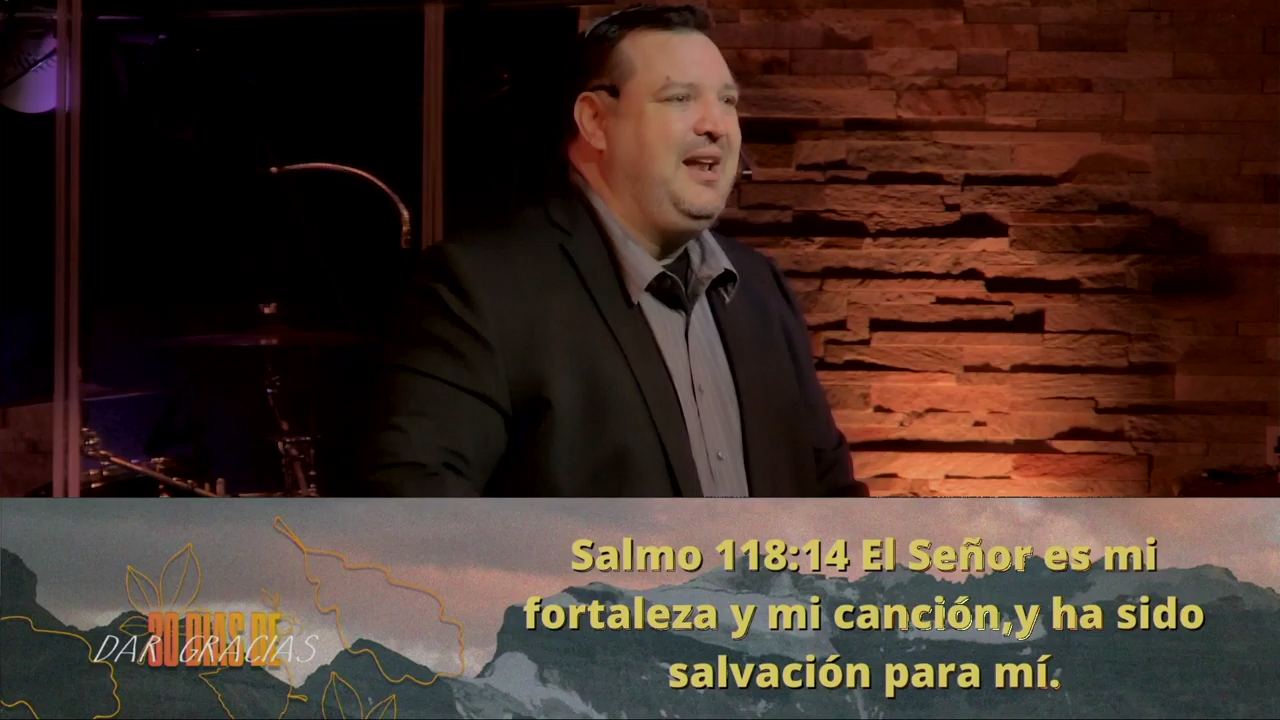 30 DIAS DE
DAR GRACIAS
Salmo 118:14 El Señor es mi
fortaleza y mi canción,y ha sido
salvación para mí.